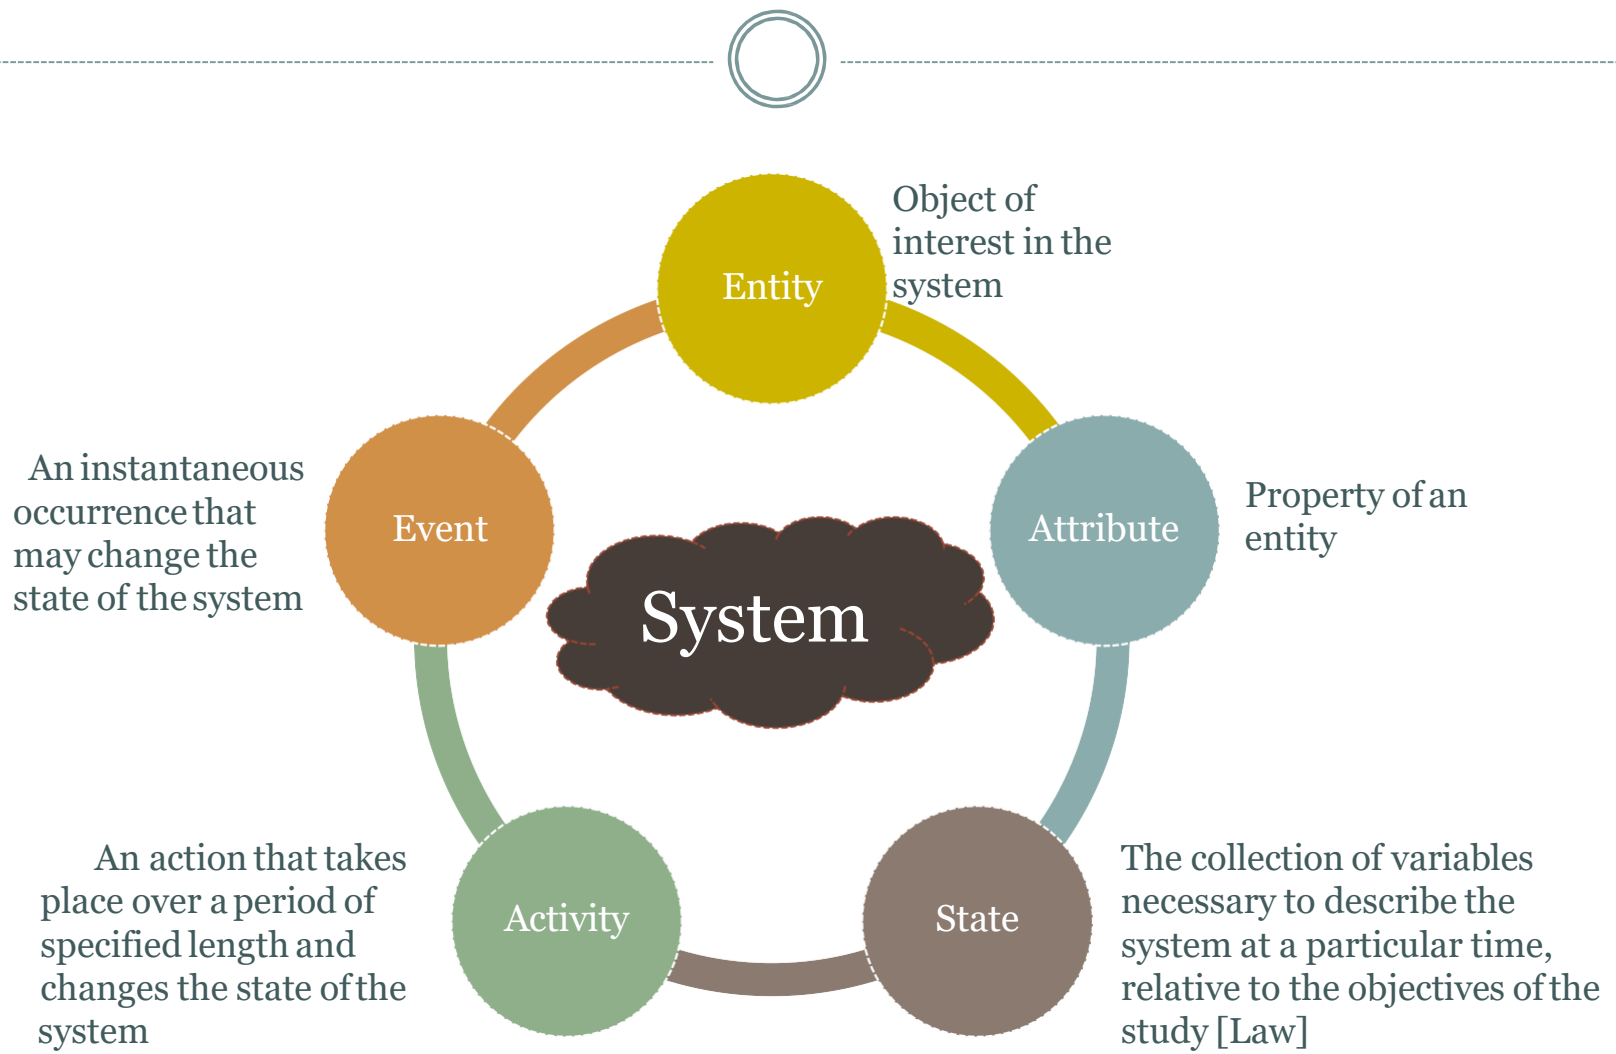 Entity
Object of
interest in the
system
Attribute
Property of an
entity
State
The collection of variables
necessary to describe the
system at a particular time,
relative to the objectives of the
study [Law]
Activity
An action that takes
place over a period of
specified length and
changes the state of the
system
Event
An instantaneous
occurrence that
may change the
state of the system
System